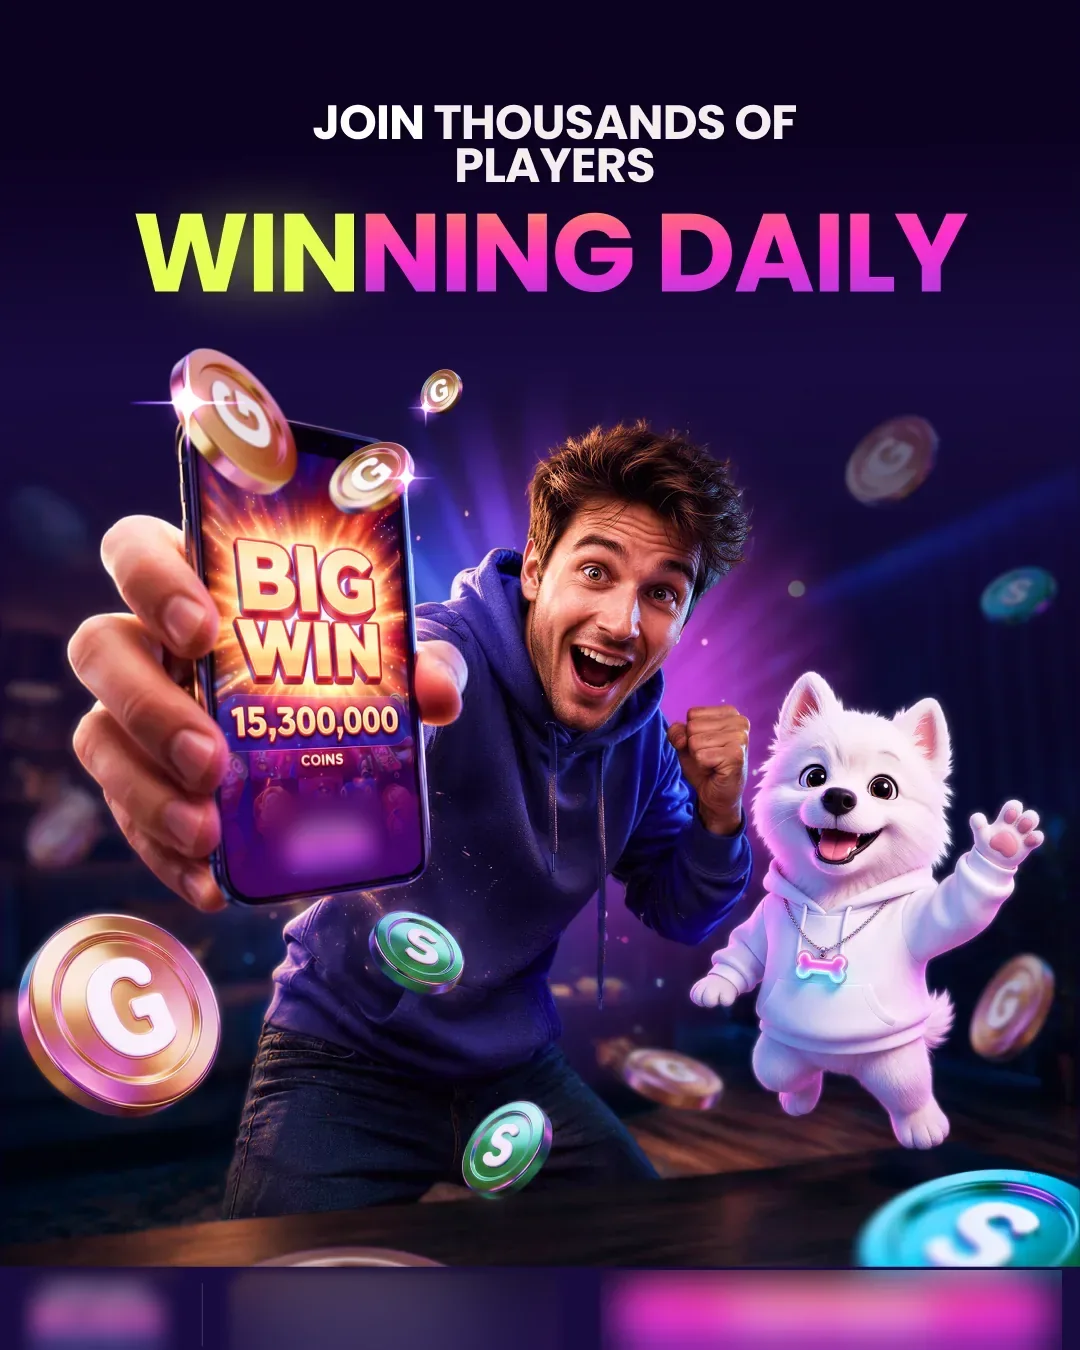 JOIN THOUSANDS OF
PLAYERS
WINNING DAILY
G
G
G
G
S
BIG
WIN
15,300,000
COINS
G
S
G
G
S
S